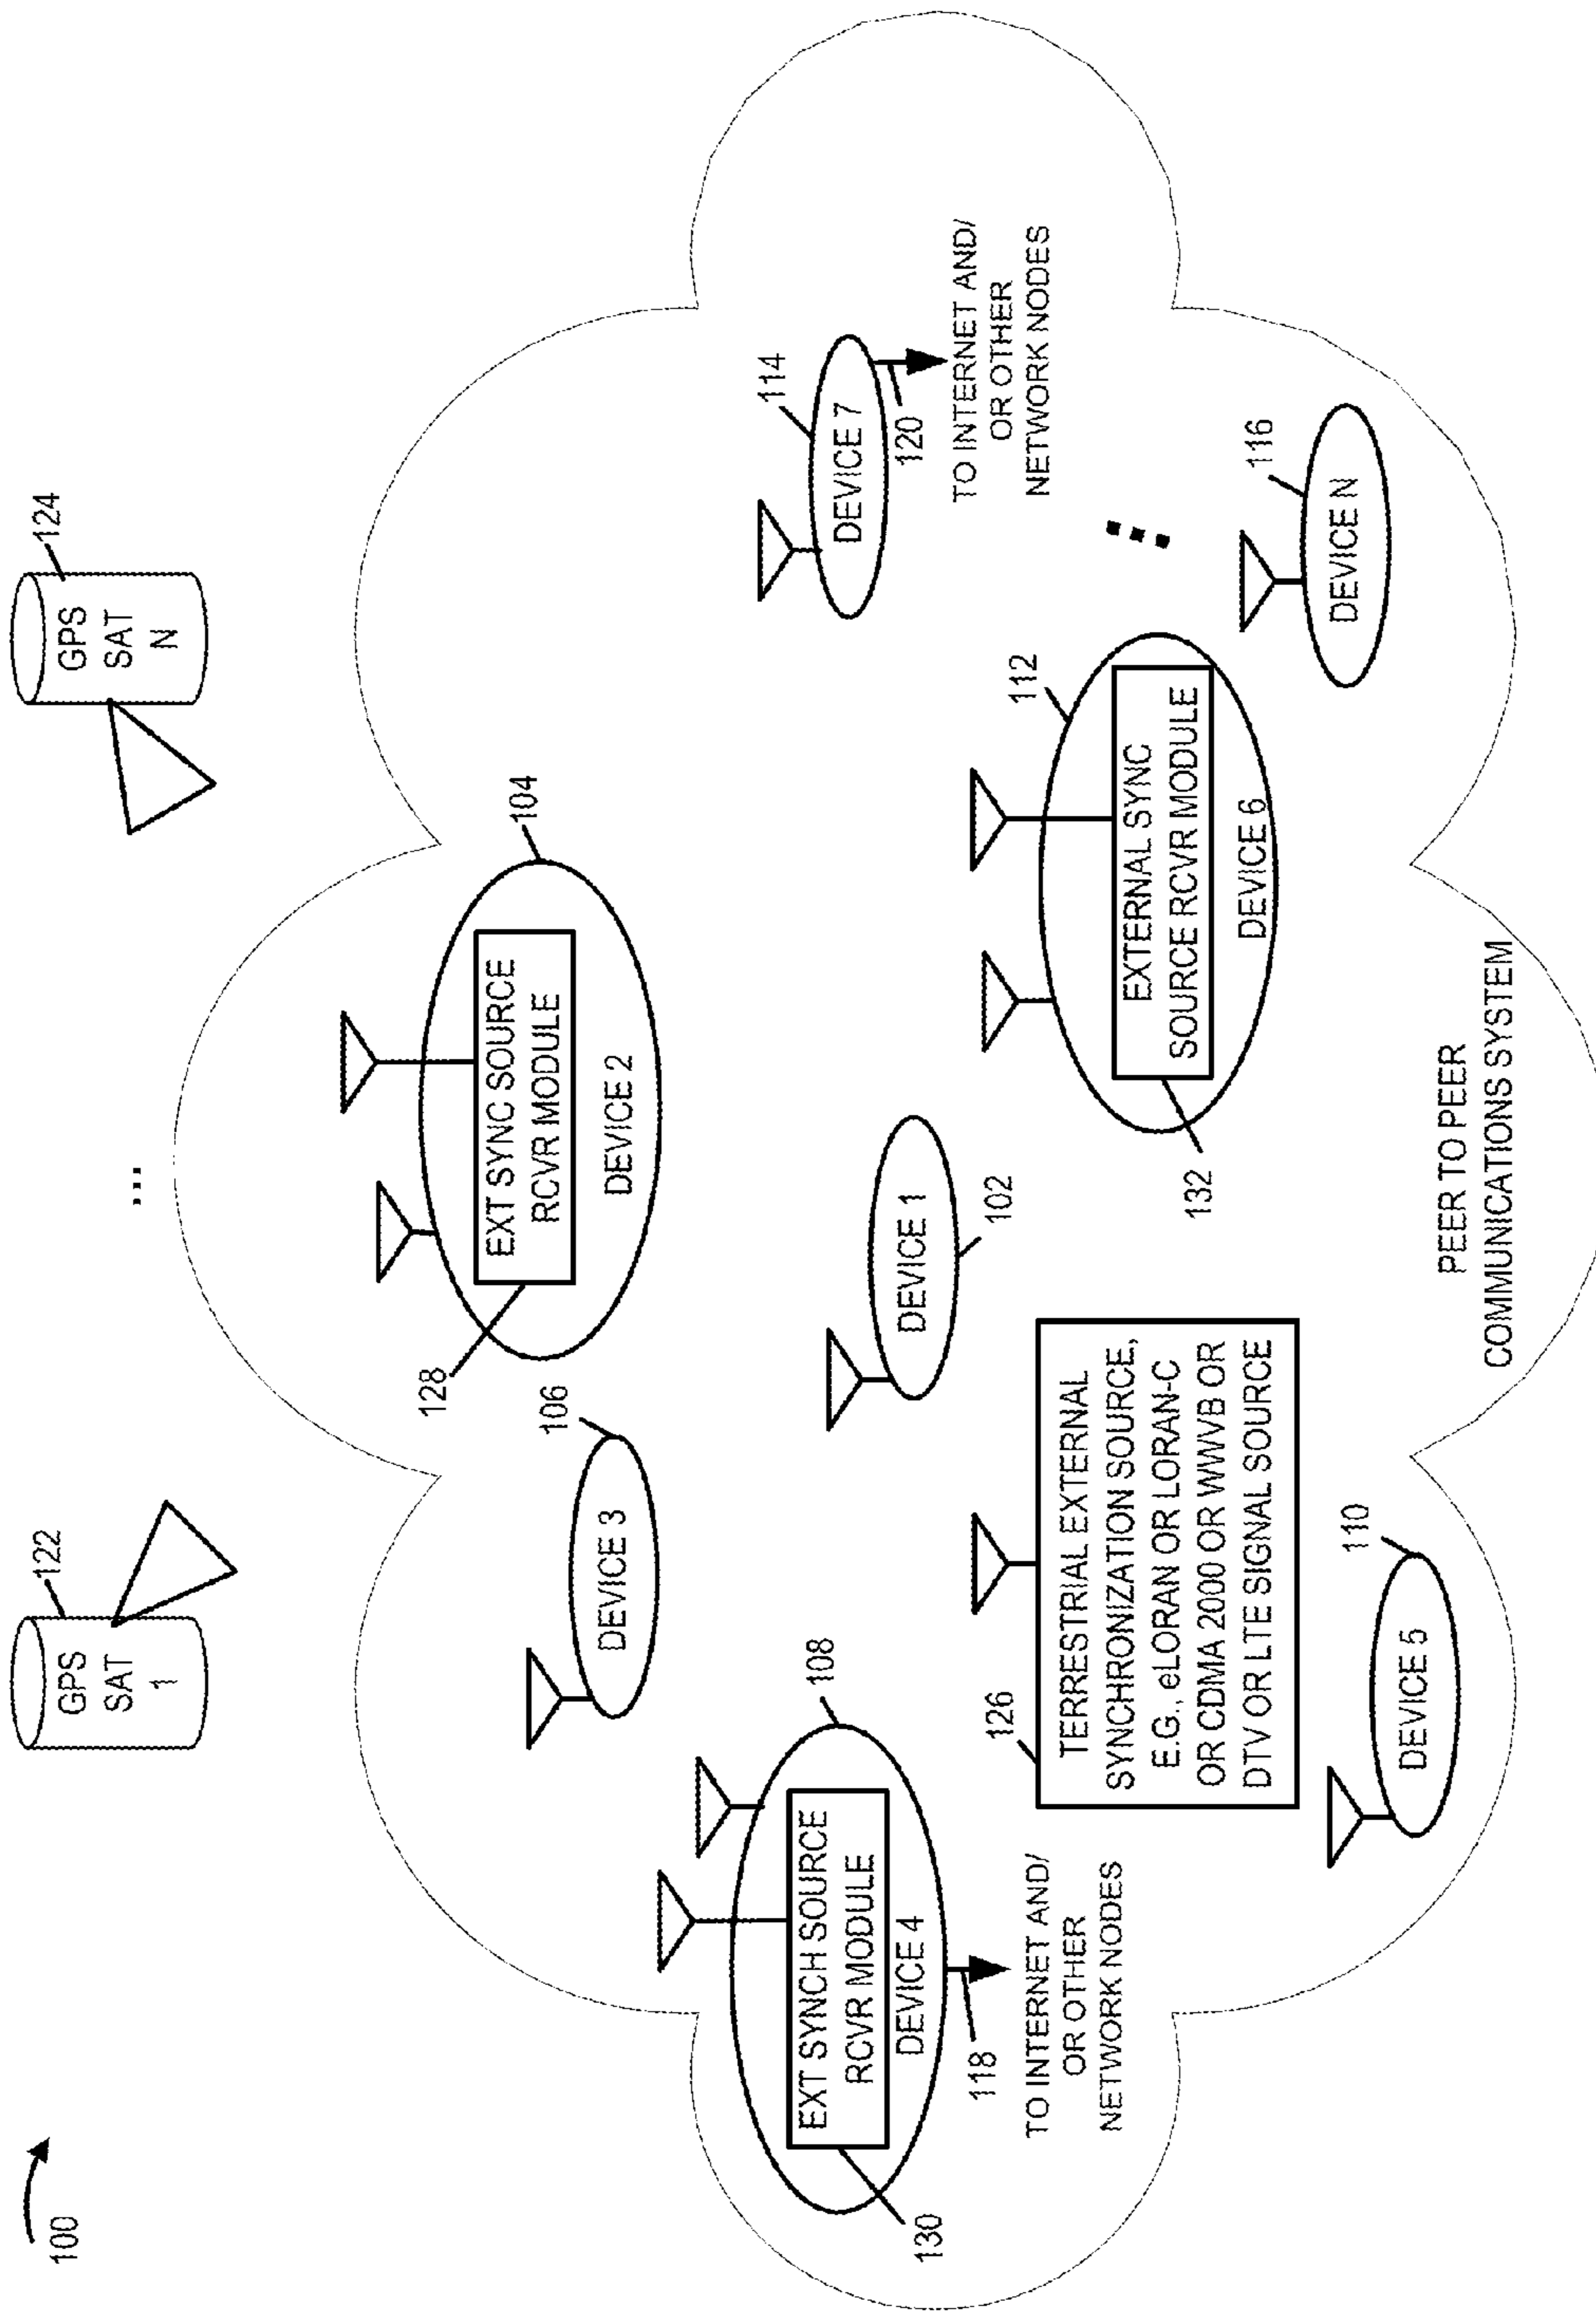 100
GPS
SAT
1
122
...
GPS
SAT
N
124
EXT SYNC SOURCE
RCVR MODULE
DEVICE 2
104
128
106
DEVICE 3
108
EXT SYNCH SOURCE
RCVR MODULE
DEVICE 4
130
118
TO INTERNET AND/
OR OTHER
NETWORK NODES
DEVICE 1
102
114
DEVICE 7
120
TO INTERNET AND/
OR OTHER
NETWORK NODES
126
TERRESTRIAL EXTERNAL
SYNCHRONIZATION SOURCE,
E.G., eLORAN OR LORAN-C
OR CDMA 2000 OR WWVB OR
DTV OR LTE SIGNAL SOURCE
112
EXTERNAL SYNC
SOURCE RCVR MODULE
DEVICE 6
132
...
116
DEVICE N
110
DEVICE 5
PEER TO PEER
COMMUNICATIONS SYSTEM